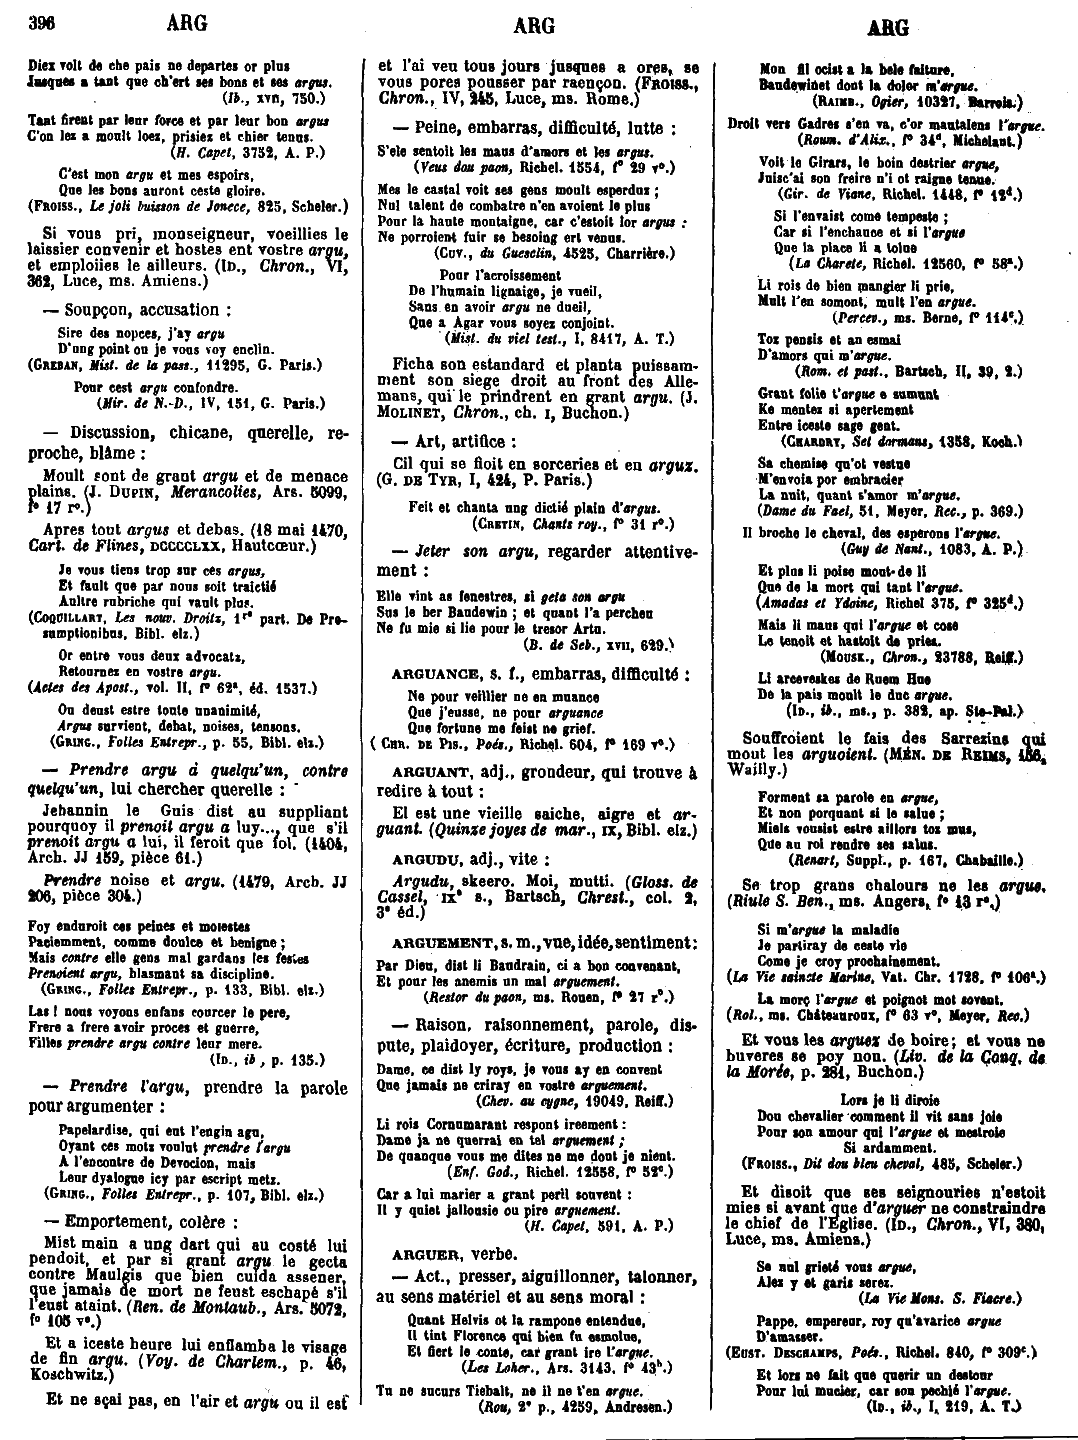 396 ARG ARG ARG
Diex volt de che pais ne departes or plus
Jusques a tant que ch'ert ses bons et ses argus.
(Ib., XVII, 750.)
Tant firent par leur force et par leur bon argus
C'on lez a moult loez, prisiez et chier tenus.
(H. Capet, 3752, A. P.)
C'est mon argu et mes espoirs,
Que les bons auront ceste gloire.
(FROISS., Le joli buisson de Jonece, 825, Scheler.)
Si vous pri, monseigneur, voeillies le
laissier convenir et hostes ent vostre argu,
et emploiies le ailleurs. (ID., Chron., VI,
362, Luce, ms. Amiens.)
— Soupçon, accusation :
Sire des nopces, j'ay argu
D'ung point ou je vous voy enclin.
(GREBAN, Mist. de la pass., 11295, G. Paris.)
Pour cest argu confondre.
(Mir. de N.-D., IV, 151, G. Paris.)
— Discussion, chicane, querelle, re-
proche, blâme :
Moult sont de grant argu et de menace
plains. (J. DUPIN, Merancolies, Ars. 5099,
f° 17 r°.)
Apres tout argus et debas. (18 mai 1470,
Cart. de Flines, DCCCCLXX, Hautcœur.)
Je vous tiens trop sur ces argus,
Et fault que par nous soit traictié
Aultre rubriche qui vault plus.
(COQUILLART, Les nouv. Droitz, 1re part. De Pre-
sumptionibus, Bibl. elz.)
Or entre vous deux advocatz,
Retournez en vostre argu.
(Actes des Apost., vol. II, f° 62a, éd. 1537.)
Ou deust estre toute unanimité,
Argus survient, debat, noises, tensons.
(GRING., Folles Entrepr., p. 55, Bibl. elz.)
— Prendre argu à quelqu'un, contre
quelqu'un, lui chercher querelle :
Jehannin le Guis dist au suppliant
pourquoy il prenoit argu a luy..., que s'il
prenoit argu a lui, il feroit que fol. (1404,
Arch. JJ 159, pièce 61.)
Prendre noise et argu. (1479, Arch. JJ
206, pièce 304.)
Foy enduroit ces peines et molestes
Paciemment, comme doulce et benigne ;
Mais contre elle gens mal gardans les festes
Prenoient argu, blasmant sa discipline.
(GRING., Folles Entrepr., p. 133, Bibl. elz.)
Las ! nous voyons enfans courcer le pere,
Frere a frere avoir proces et guerre,
Filles prendre argu contre leur mere.
(ID., ib, p. 135.)
— Prendre l'argu, prendre la parole
pour argumenter :
Papelardise, qui eut l'engin agu,
Oyant ces motz voulut prendre l'argu
A l'encontre de Devocion, mais
Leur dyalogue icy par escript metz.
(GRING., Folles Entrepr., p. 107, Bibl. elz.)
— Emportement, colère :
Mist main a ung dart qui au costé lui
pendoit, et par si grant argu le gecta
contre Maulgis que bien cuida assener,
que jamais de mort ne feust eschapé s'il
l'eust ataint. (Ren. de Montaub., Ars. 5072,
f° 105 v°.)
Et a iceste heure lui enflamba le visage
de fin argu. (Voy. de Charlem., p. 46,
Koschwitz.)
Et ne sçai pas, en l'air et argu ou il est
et l'ai veu tous jours jusques a ores, se
vous pores pousser par raençon. (FROISS.,
Chron., IV, 245, Luce, ms. Rome.)
— Peine, embarras, difficulté, lutte :
S'ele sentoit les maus d'amors et les argus.
(Veus dou paon, Richel. 1554, f° 29 v°.)
Mes le castal voit ses gens moult esperdus ;
Nul talent de combatre n'en avoient le plus
Pour la haute montaigne, car c'estoit lor argus :
Ne porroient fuir se besoing ert venus.
(CUV., du Guesclin, 4525, Charrière.)
Pour l'acroissement
De l'humain lignaige, je vueil,
Sans en avoir argu ne dueil,
Que a Agar vous soyez conjoint.
(Mist. du viel test., I, 8417, A. T.)
Ficha son estandard et planta puissam-
ment son siege droit au front des Alle-
mans, qui le prindrent en grant argu. (J.
MOLINET, Chron., ch. I, Buchon.)
— Art, artifice :
Cil qui se fioit en sorceries et en arguz.
(G. DE TYR, I, 424, P. Paris.)
Feit et chanta ung dictié plain d'argus.
(CRETIN, Chants roy., f° 31 r°.)
— Jeter son argu, regarder attentive-
ment :
Elle vint as fenestres, si geta son argu
Sus le ber Baudewin ; et quant l'a percheu
Ne fu mie si lie pour le tresor Artu.
(B. de Seb., XVII, 629.)
ARGUANCE, s. f., embarras, difficulté :
Ne pour veillier ne en nuance
Que j'eusse, ne pour arguance
Que fortune me feist ne grief.
(CHR. DE PIS., Poés., Richel. 604, f° 169 v°.)
ARGUANT, adj., grondeur, qui trouve à
redire à tout :
El est une vieille saiche, aigre et ar-
guant. (Quinze joyes de mar., IX, Bibl. elz.)
ARGUDU, adj., vite :
Argudu, skeero. Moi, mutti. (Gloss. de
Cassel, IXe s., Bartsch, Chrest., col. 2,
3e éd.)
ARGUEMENT, s. m., vue, idée, sentiment :
Par Dieu, dist li Baudrain, ci a bon convenant,
Et pour les anemis un mal arguement.
(Restor du paon, ms. Rouen, f° 27 r°.)
— Raison, raisonnement, parole, dis-
pute, plaidoyer, écriture, production :
Dame, ce dist ly roys, je vous ay en convent
Que jamais ne criray en vostre arguement.
(Chev. au cygne, 19049, Reiff.)
Li rois Cornumarant respont ireement :
Dame ja ne querrai en tel arguement ;
De quanque vous me dites ne me dont je nient.
(Enf. God., Richel. 12558, f° 52c.)
Car a lui marier a grant peril souvent :
Il y quiet jallousie ou pire arguement.
(H. Capet, 591, A. P.)
ARGUER, verbe.
— Act., presser, aiguillonner, talonner,
au sens matériel et au sens moral :
Quant Helvis ot la rampone entendue,
Il tint Florence qui bien fu esmolue,
Et fiert le conte, car grant ire l'argue.
(Les Loher., Ars. 3143, f° 43b.)
Tu ne sucurs Tiebalt, ne il ne t'en argue.
(Rou, 2e p., 4259, Andresen.)
Mon fil ocist a la bele faiture,
Baudewinet dont la dolor m'argue.
(RAIMB., Ogier, 10327, Barrois.)
Droit vers Gadres s'en va, c'or mautalens l'argue.
(Roum. d'Alix., f° 34d, Michelant.)
Voit le Girars, le boin destrier argue,
Juisc'ai son freire n'i ot raigne tenue.
(Gir. de Viane, Richel. 1448, f° 12d.)
Si l'envaist come tempeste ;
Car si l'enchauce et si l'argue
Que la place li a tolue
(La Charete, Richel. 12560, f° 58a.)
Li rois de bien mangier li prie,
Mult l'en somont, mult l'en argue.
(Percev., ms. Berne, f° 114c.)
Toz pensis et an esmai
D'amors qui m'argue.
(Rom. et past., Bartsch, II, 39, 2.)
Grant folie t'argue e sumunt
Ke mentez si apertement
Entre iceste sage gent.
(CHARDRY, Set dormans, 1358, Koch.)
Sa chemise qu'ot vestue
M'envoia por embracier
La nuit, quant s'amor m'argue.
(Dame du Fael, 51, Meyer, Rec., p. 369.)
Il broche le cheval, des esperons l'argue.
(Guy de Nant., 1083, A. P.)
Et plus li poise mout de li
Que de la mort qui tant l'argue.
(Amadas et Ydoine, Richel 375, f° 325d.)
Mais li maus qui l'argue et cose
Le tenoit et hastoit de pries.
(MOUSK., Chron., 23788, Reiff.)
Li arcevеskes de Ruem Hue
De la pais moult le duc argue.
(ID., ib., ms., p. 382, ap. Ste-Pal.)
Souffroient le fais des Sarrezins qui
mout les arguoient. (MÉN. DE REIMS, 156,
Wailly.)
Forment sa parole en argue,
Et non porquant si le salue ;
Miels vousist estre aillors toz mus,
Que au roi rendre ses salus.
(Renart, Suppl., p. 167, Chabaille.)
Se trop grans chalours ne les argue.
(Riule S. Ben., ms. Angers, f° 13 r°.)
Si m'argue la maladie
Je partiray de ceste vie
Come je croy prochainement.
(La Vie saincte Marine, Vat. Chr. 1728, f° 106a.)
La morç l'argue et poignot mot sovent.
(Rol., ms. Châteauroux, f° 63 v°, Meyer, Rec.)
Et vous les arguez de boire ; et vous ne
buveres se poy non. (Liv. de la Conq. de
la Morée, p. 281, Buchon.)
Lors je li diroie
Dou chevalier comment il vit sans joie
Pour son amour qui l'argue et mestroie
Si ardamment.
(FROISS., Dit dou bleu cheval, 485, Scheler.)
Et disoit que ses seignouries n'estoit
mies si avant que d'arguer ne constraindre
le chief de l'Eglise. (ID., Chron., VI, 380,
Luce, ms. Amiens.)
Se nul grieté vous argue,
Alez y et garis serez.
(La Vie Mons. S. Fiacre.)
Pappe, empereur, roy qu'avarice argue
D'amasser.
(EUST. DESCHAMPS, Poés., Richel. 840, f° 309c.)
Et lors ne fait que querir un destour
Pour lui mucier, car son pechié l'argue.
(ID., ib., I, 219, A. T.)